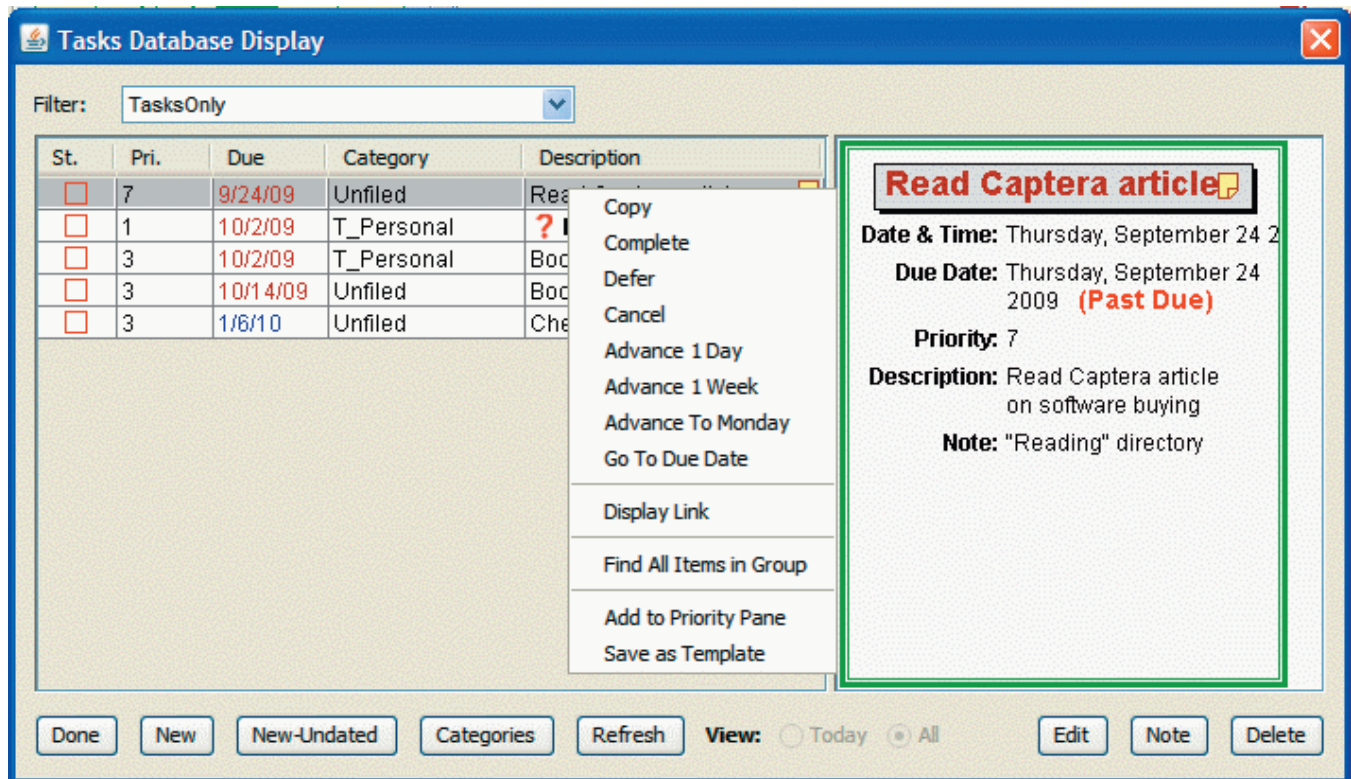 Tasks Database Display
Filter: TasksOnly
St. Pri. Due Category Description
7 9/24/09 Unfiled
1 10/2/09 T_Personal ?
3 10/2/09 T_Personal
3 10/14/09 Unfiled
3 1/6/10 Unfiled
Copy
Complete
Defer
Cancel
Advance 1 Day
Advance 1 Week
Advance To Monday
Go To Due Date
Display Link
Find All Items in Group
Add to Priority Pane
Save as Template
Read Captera article
Date & Time: Thursday, September 24 2
Due Date: Thursday, September 24
2009 (Past Due)
Priority: 7
Description: Read Captera article
on software buying
Note: "Reading" directory
Done New New-Undated Categories Refresh View: Today All Edit Note Delete